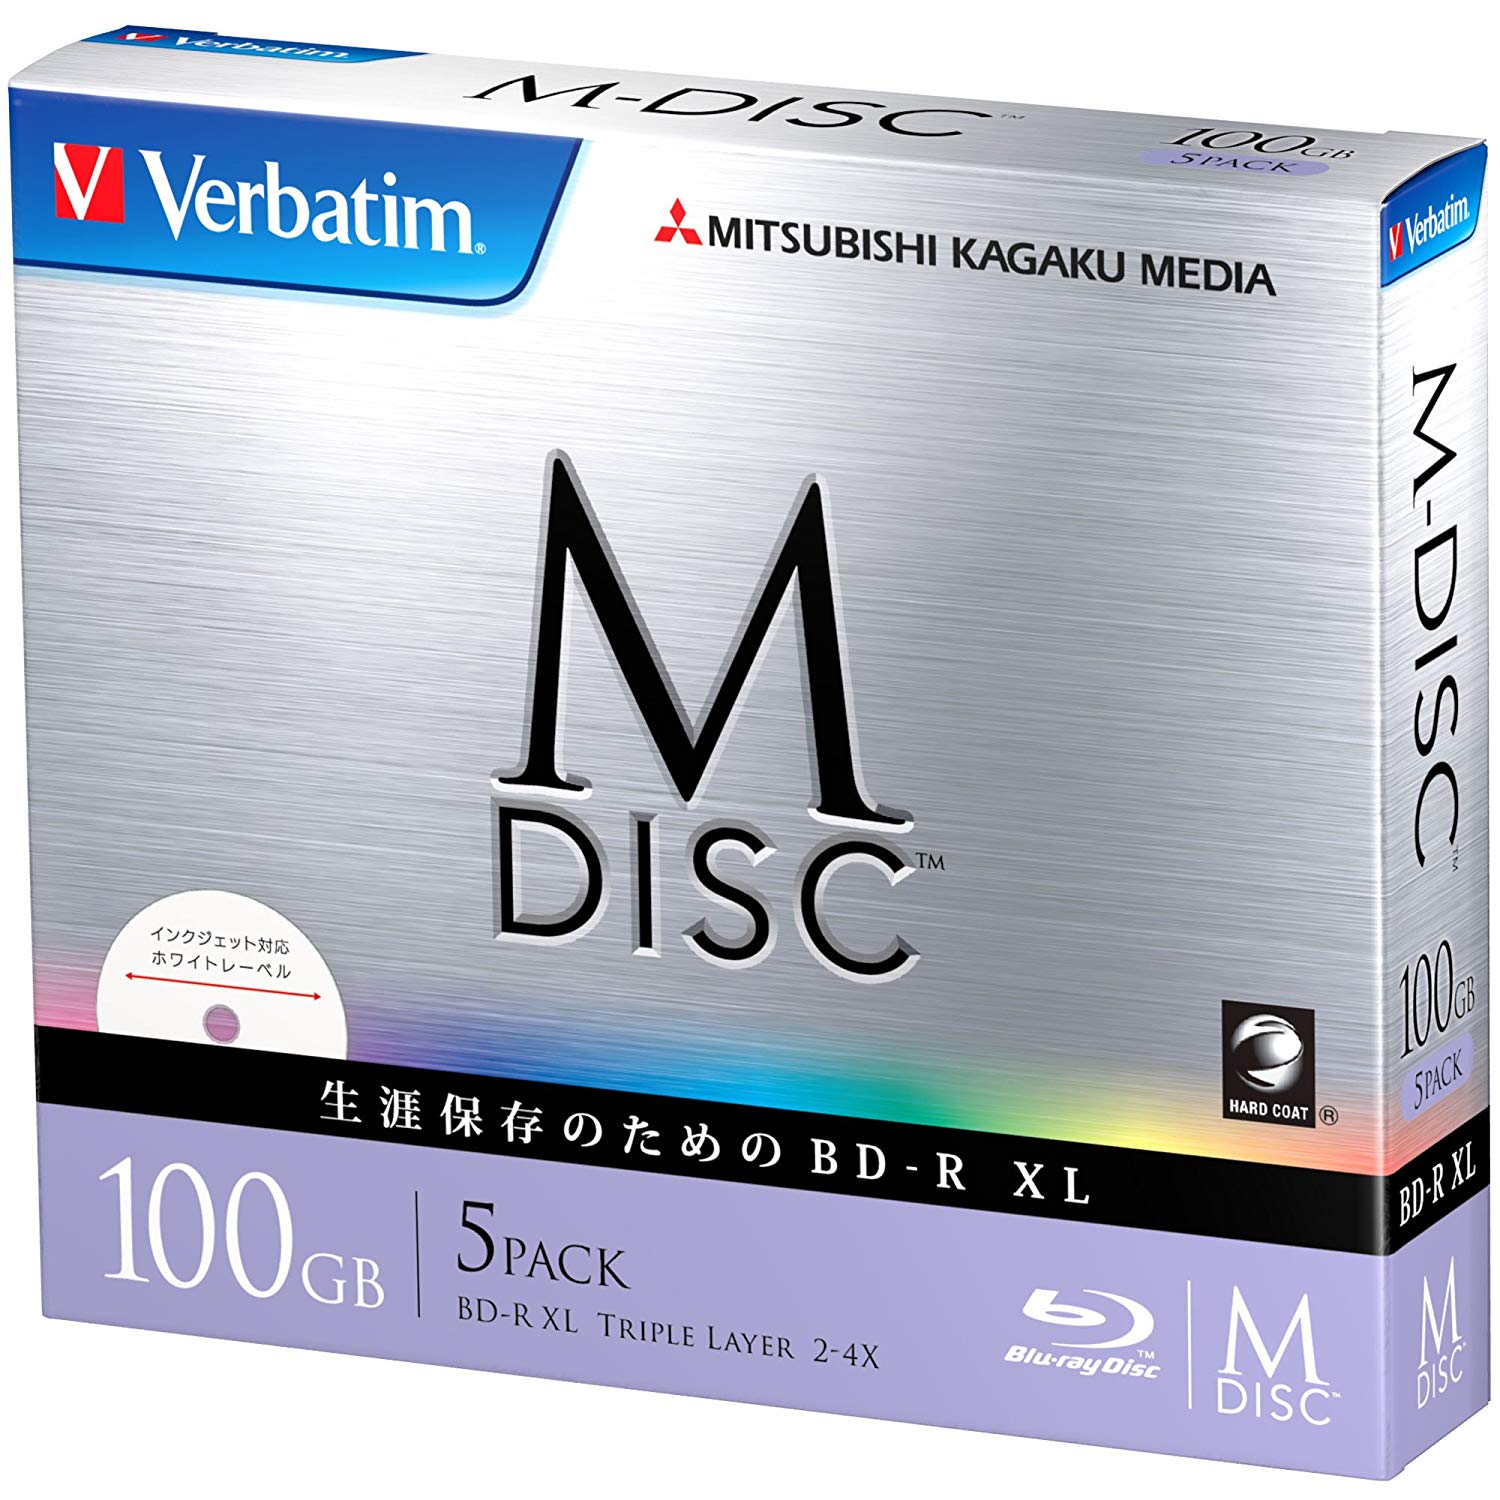 Verbatim
M-DISC™
100GB
5PACK
Verbatim®
MITSUBISHI KAGAKU MEDIA
M
DISC™
インクジェット対応
ホワイトレーベル
HARD COAT ®
生涯保存のためのBD-R XL
100GB
5PACK
BD-R XL TRIPLE LAYER 2-4X
Blu-ray Disc™
M
DISC™
Verbatim.
M-DISC™
100GB
5PACK
BD-R XL
M
DISC™